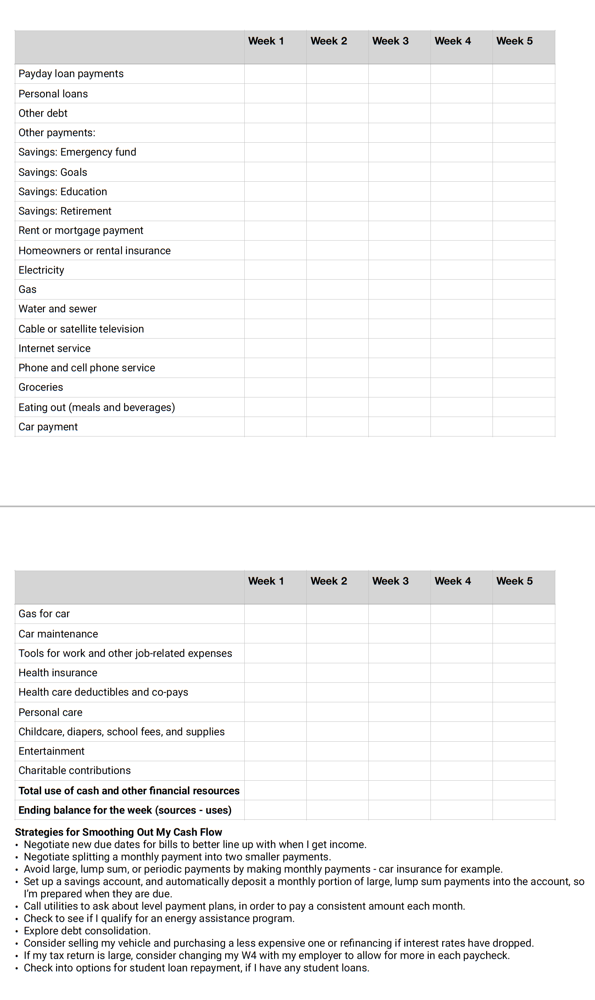 Week 1 Week 2 Week 3 Week 4 Week 5
Payday loan payments
Personal loans
Other debt
Other payments:
Savings: Emergency fund
Savings: Goals
Savings: Education
Savings: Retirement
Rent or mortgage payment
Homeowners or rental insurance
Electricity
Gas
Water and sewer
Cable or satellite television
Internet service
Phone and cell phone service
Groceries
Eating out (meals and beverages)
Car payment
Week 1 Week 2 Week 3 Week 4 Week 5
Gas for car
Car maintenance
Tools for work and other job-related expenses
Health insurance
Health care deductibles and co-pays
Personal care
Childcare, diapers, school fees, and supplies
Entertainment
Charitable contributions
Total use of cash and other financial resources
Ending balance for the week (sources - uses)
Strategies for Smoothing Out My Cash Flow
• Negotiate new due dates for bills to better line up with when I get income.
• Negotiate splitting a monthly payment into two smaller payments.
• Avoid large, lump sum, or periodic payments by making monthly payments - car insurance for example.
• Set up a savings account, and automatically deposit a monthly portion of large, lump sum payments into the account, so
I’m prepared when they are due.
• Call utilities to ask about level payment plans, in order to pay a consistent amount each month.
• Check to see if I qualify for an energy assistance program.
• Explore debt consolidation.
• Consider selling my vehicle and purchasing a less expensive one or refinancing if interest rates have dropped.
• If my tax return is large, consider changing my W4 with my employer to allow for more in each paycheck.
• Check into options for student loan repayment, if I have any student loans.